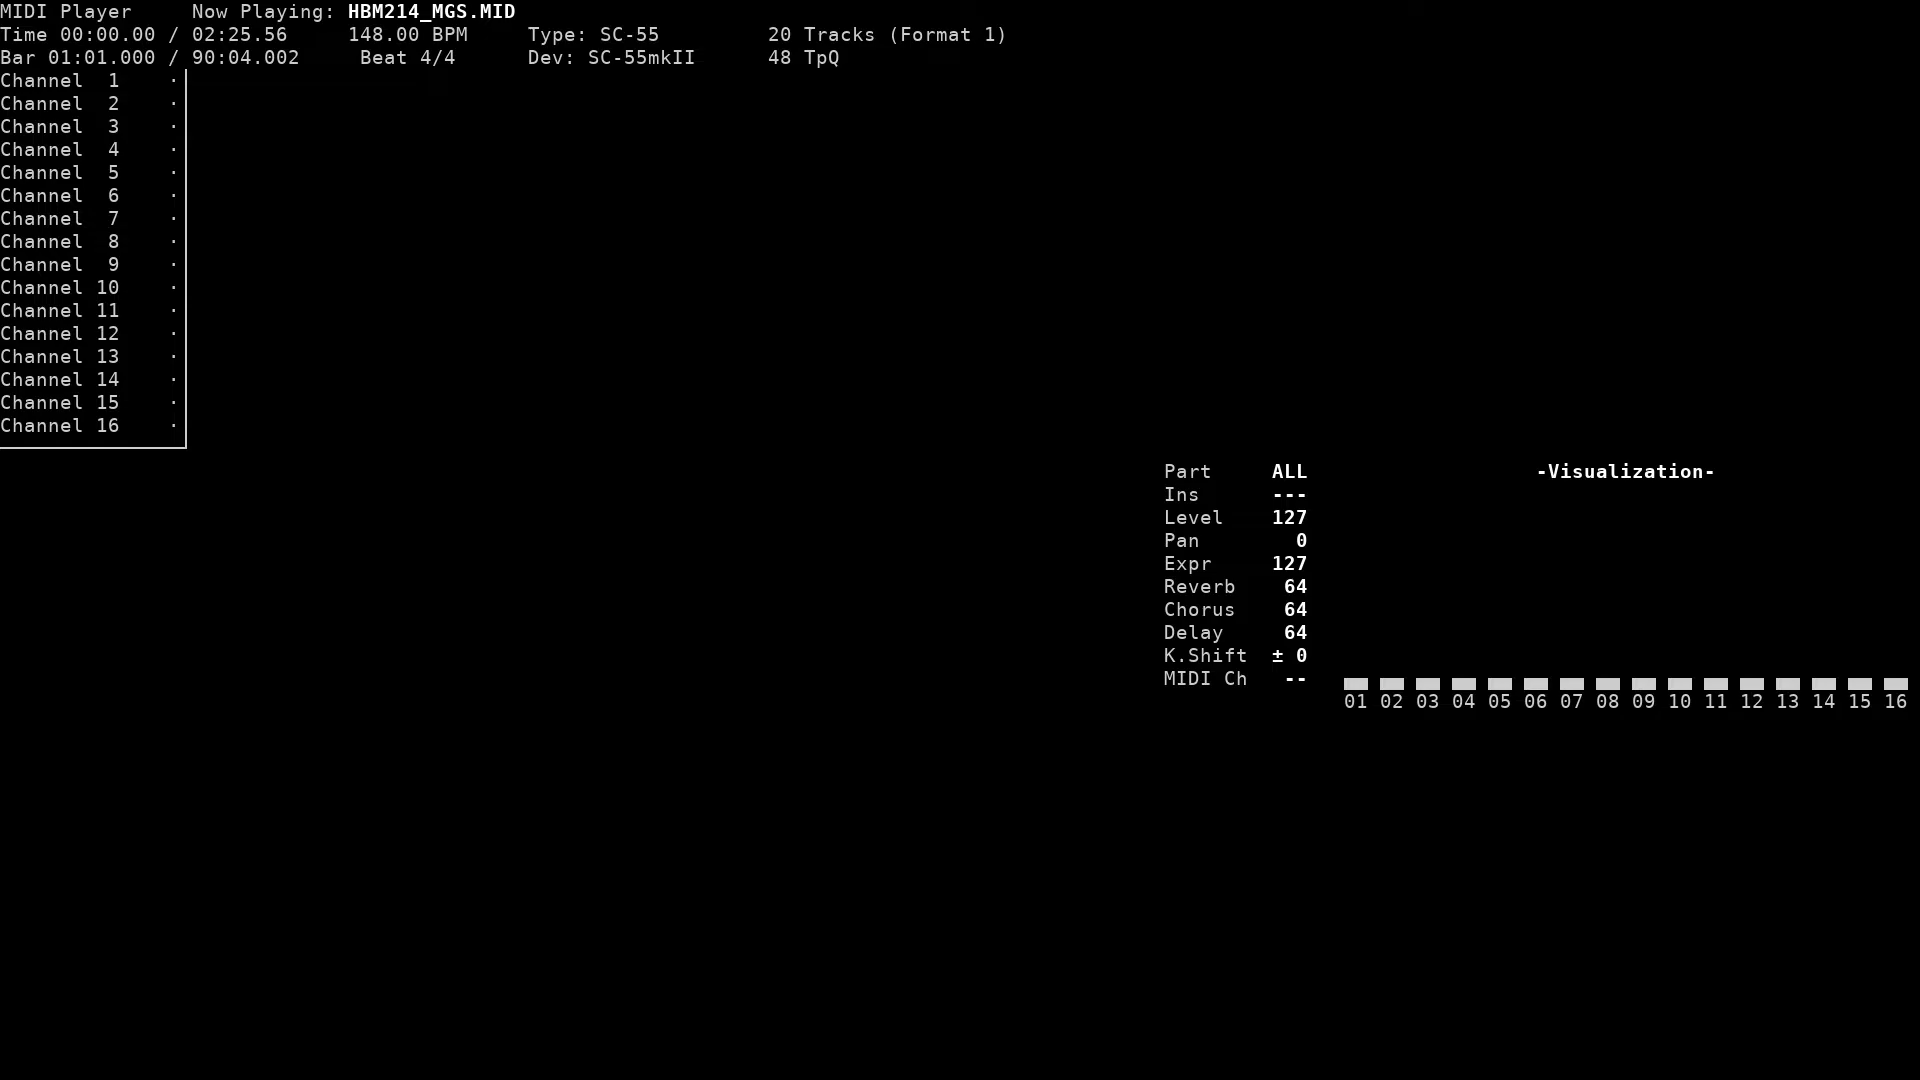 MIDI Player     Now Playing: HBM214_MGS.MID
Time 00:00.00 / 02:25.56     148.00 BPM     Type: SC-55         20 Tracks (Format 1)
Bar 01:01.000 / 90:04.002     Beat 4/4      Dev: SC-55mkII      48 TpQ
Channel  1    ·
Channel  2    ·
Channel  3    ·
Channel  4    ·
Channel  5    ·
Channel  6    ·
Channel  7    ·
Channel  8    ·
Channel  9    ·
Channel 10    ·
Channel 11    ·
Channel 12    ·
Channel 13    ·
Channel 14    ·
Channel 15    ·
Channel 16    ·
Part     ALL     -Visualization-
Ins      ---
Level    127
Pan        0
Expr     127
Reverb    64
Chorus    64
Delay     64
K.Shift  ± 0
MIDI Ch   --
01 02 03 04 05 06 07 08 09 10 11 12 13 14 15 16